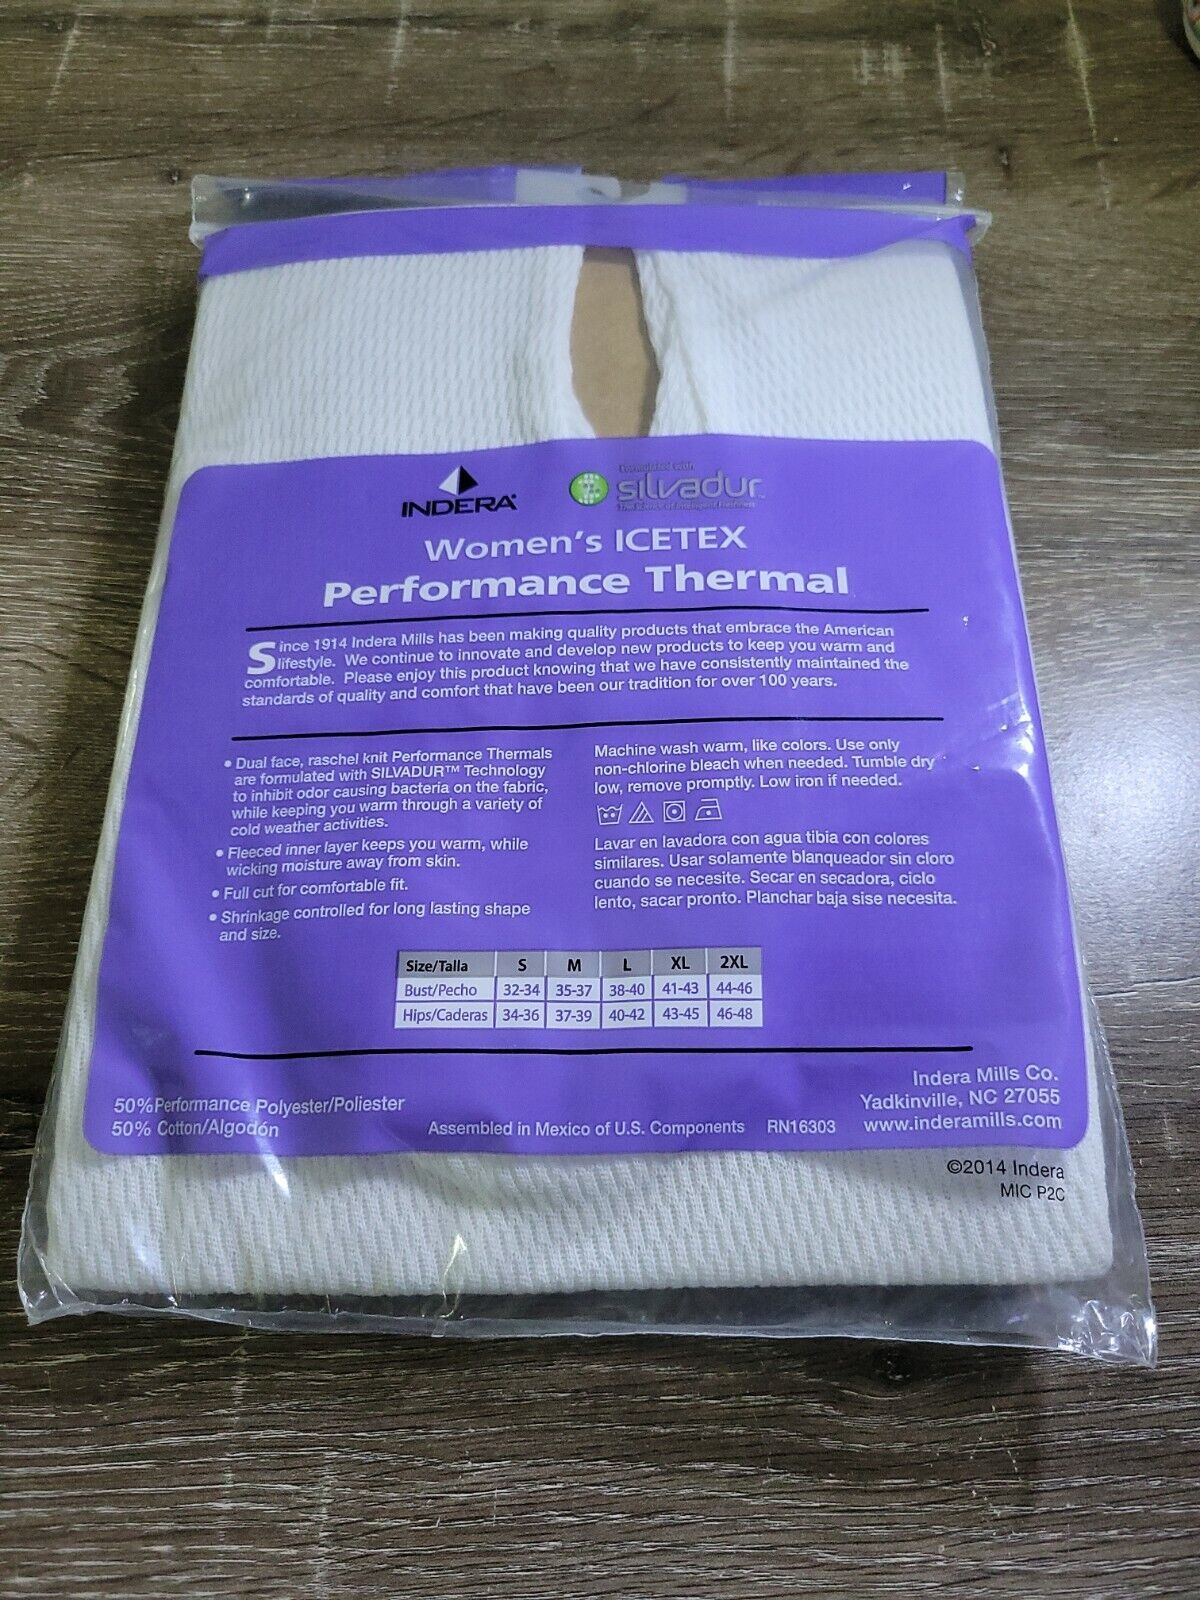 INDERA®
Formulated with
silvadur™
The Science of Intelligent Freshness
Women's ICETEX
Performance Thermal
Since 1914 Indera Mills has been making quality products that embrace the American
lifestyle. We continue to innovate and develop new products to keep you warm and
comfortable. Please enjoy this product knowing that we have consistently maintained the
standards of quality and comfort that have been our tradition for over 100 years.
• Dual face, raschel knit Performance Thermals
are formulated with SILVADUR™ Technology
to inhibit odor causing bacteria on the fabric,
while keeping you warm through a variety of
cold weather activities.
• Fleeced inner layer keeps you warm, while
wicking moisture away from skin.
• Full cut for comfortable fit.
• Shrinkage controlled for long lasting shape
and size.
Machine wash warm, like colors. Use only
non-chlorine bleach when needed. Tumble dry
low, remove promptly. Low iron if needed.
Lavar en lavadora con agua tibia con colores
similares. Usar solamente blanqueador sin cloro
cuando se necesite. Secar en secadora, ciclo
lento, sacar pronto. Planchar baja sise necesita.
Size/Talla S M L XL 2XL
Bust/Pecho 32-34 35-37 38-40 41-43 44-46
Hips/Caderas 34-36 37-39 40-42 43-45 46-48
50%Performance Polyester/Poliester
50% Cotton/Algodón
Assembled in Mexico of U.S. Components RN16303
Indera Mills Co.
Yadkinville, NC 27055
www.inderamills.com
©2014 Indera
MIC P2C